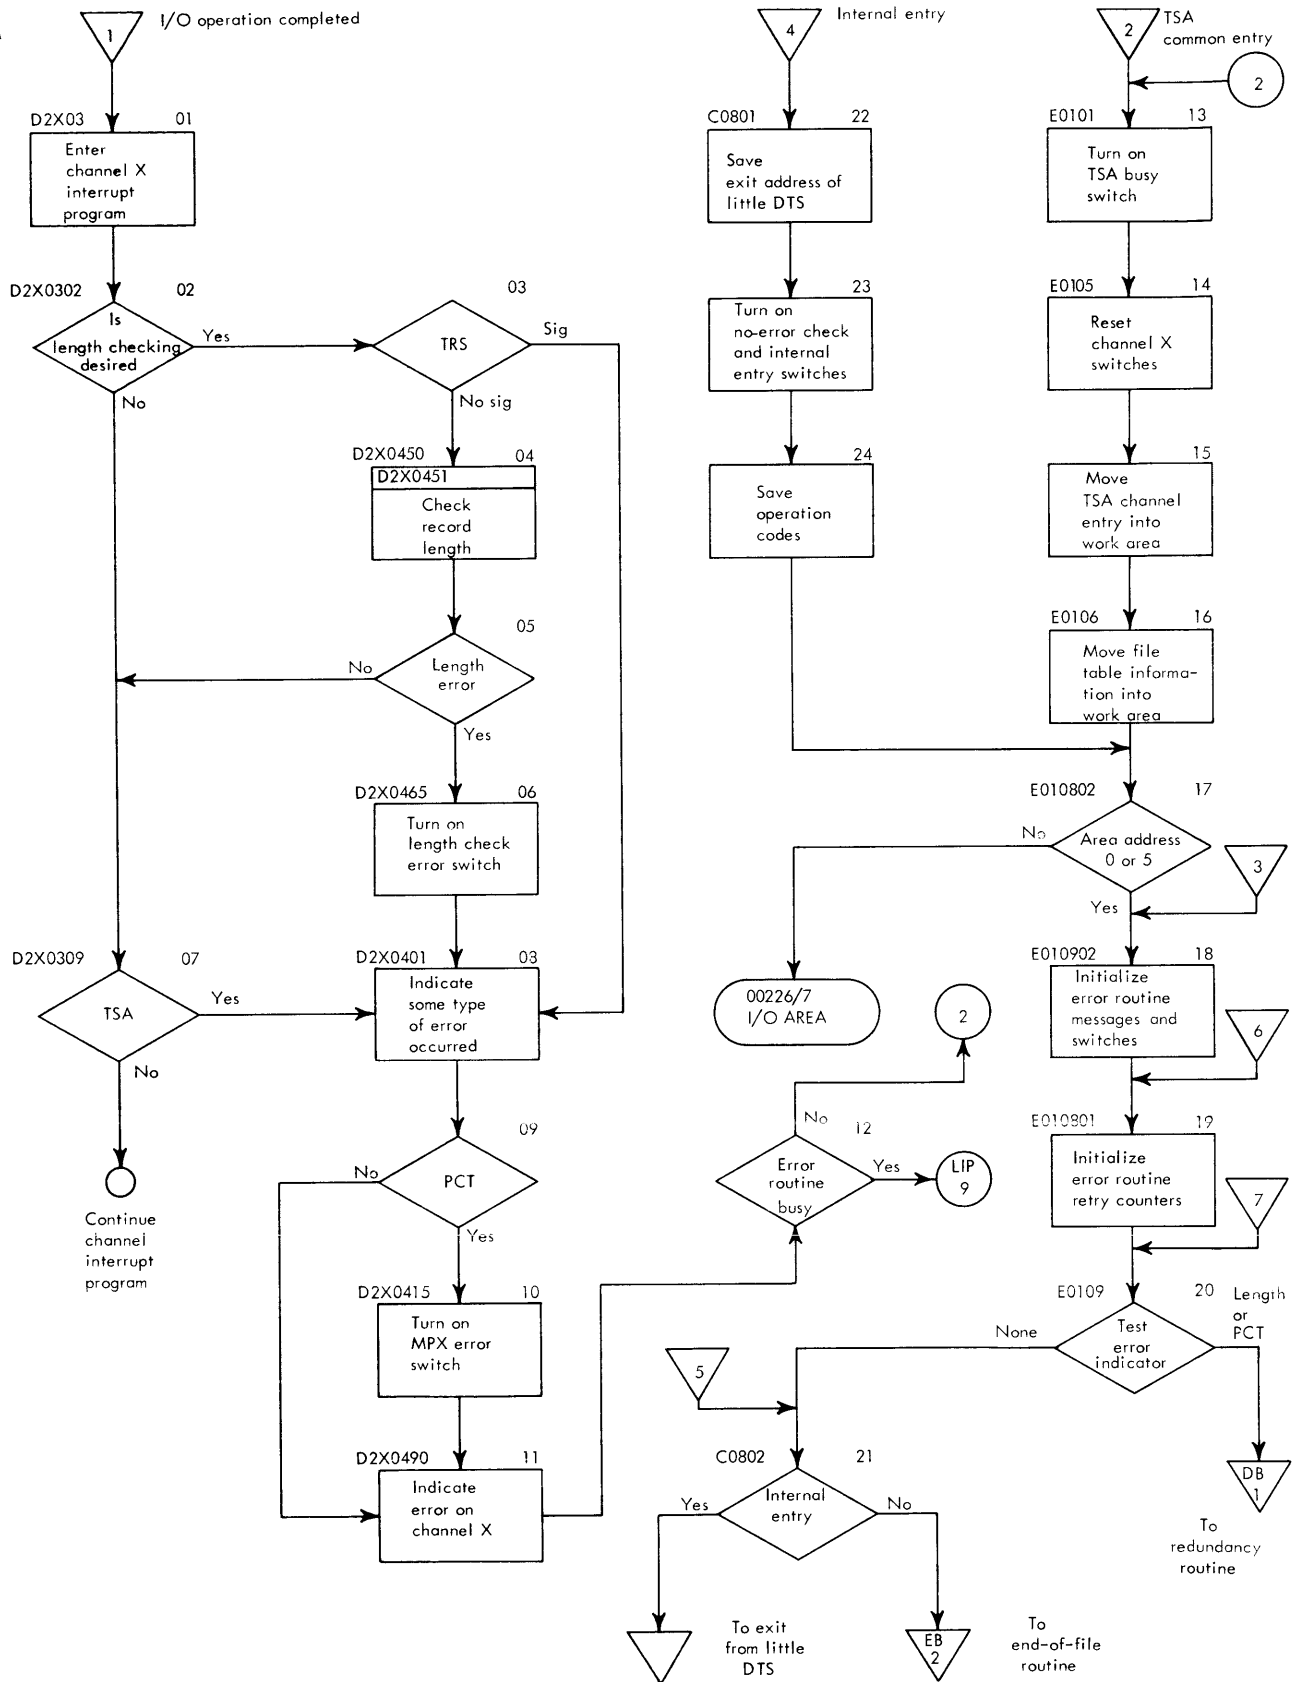 1
I/O operation completed
D2X03
01
Enter
channel X
interrupt
program
D2X0302
02
Is
length checking
desired
Yes
No
03
TRS
Sig
No sig
D2X0450
04
D2X0451
Check
record
length
05
Length
error
No
Yes
D2X0465
06
Turn on
length check
error switch
D2X0309
07
TSA
Yes
No
Continue
channel
interrupt
program
D2X0401
08
Indicate
some type
of error
occurred
09
PCT
No
Yes
D2X0415
10
Turn on
MPX error
switch
D2X0490
11
Indicate
error on
channel X
4
Internal entry
C0801
22
Save
exit address of
little DTS
23
Turn on
no-error check
and internal
entry switches
24
Save
operation
codes
00226/7
I/O AREA
2
No
12
Error
routine
busy
Yes
LIP
9
2
TSA
common entry
2
E0101
13
Turn on
TSA busy
switch
E0105
14
Reset
channel X
switches
15
Move
TSA channel
entry into
work area
E0106
16
Move file
table informa-
tion into
work area
E010802
17
No
Area address
0 or 5
Yes
3
E010902
18
Initialize
error routine
messages and
switches
6
E010801
19
Initialize
error routine
retry counters
7
E0109
20
Length
or
PCT
None
Test
error
indicator
5
C0802
21
Yes
Internal
entry
No
DB
1
To
redundancy
routine
To exit
from little
DTS
EB
2
To
end-of-file
routine